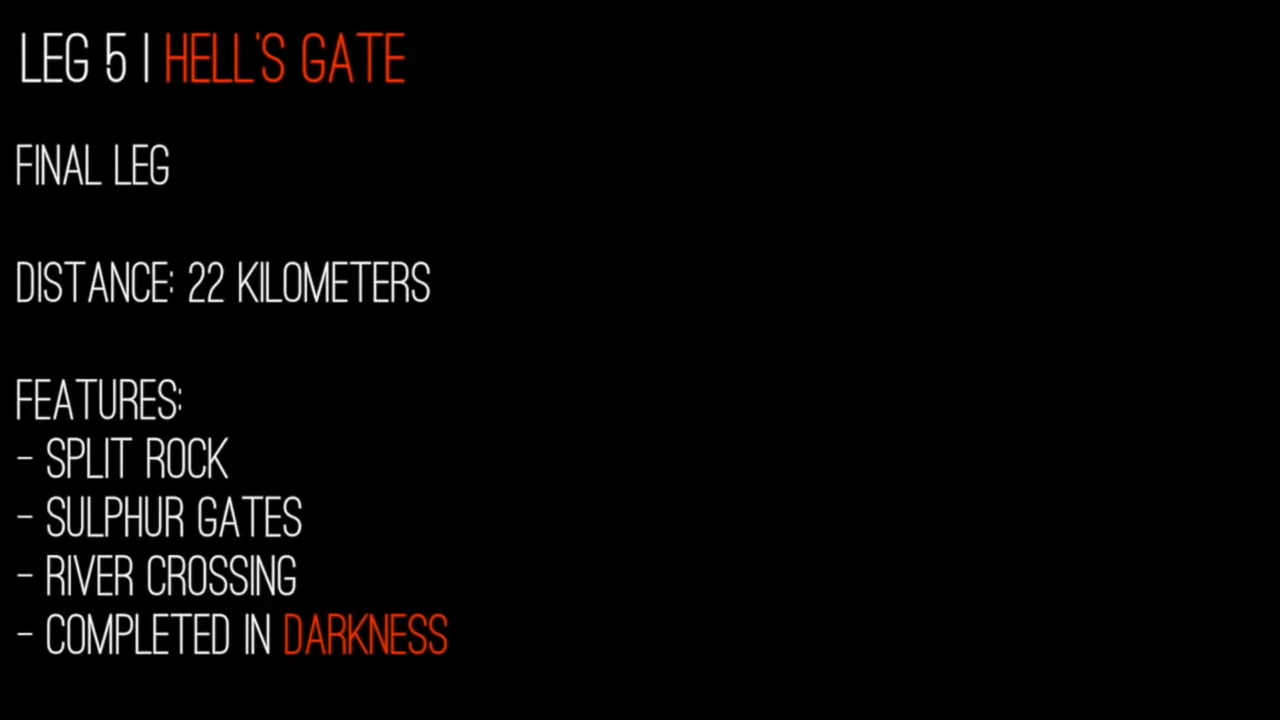 LEG 5 | HELL'S GATE
FINAL LEG
DISTANCE: 22 KILOMETERS
FEATURES:
- SPLIT ROCK
- SULPHUR GATES
- RIVER CROSSING
- COMPLETED IN DARKNESS